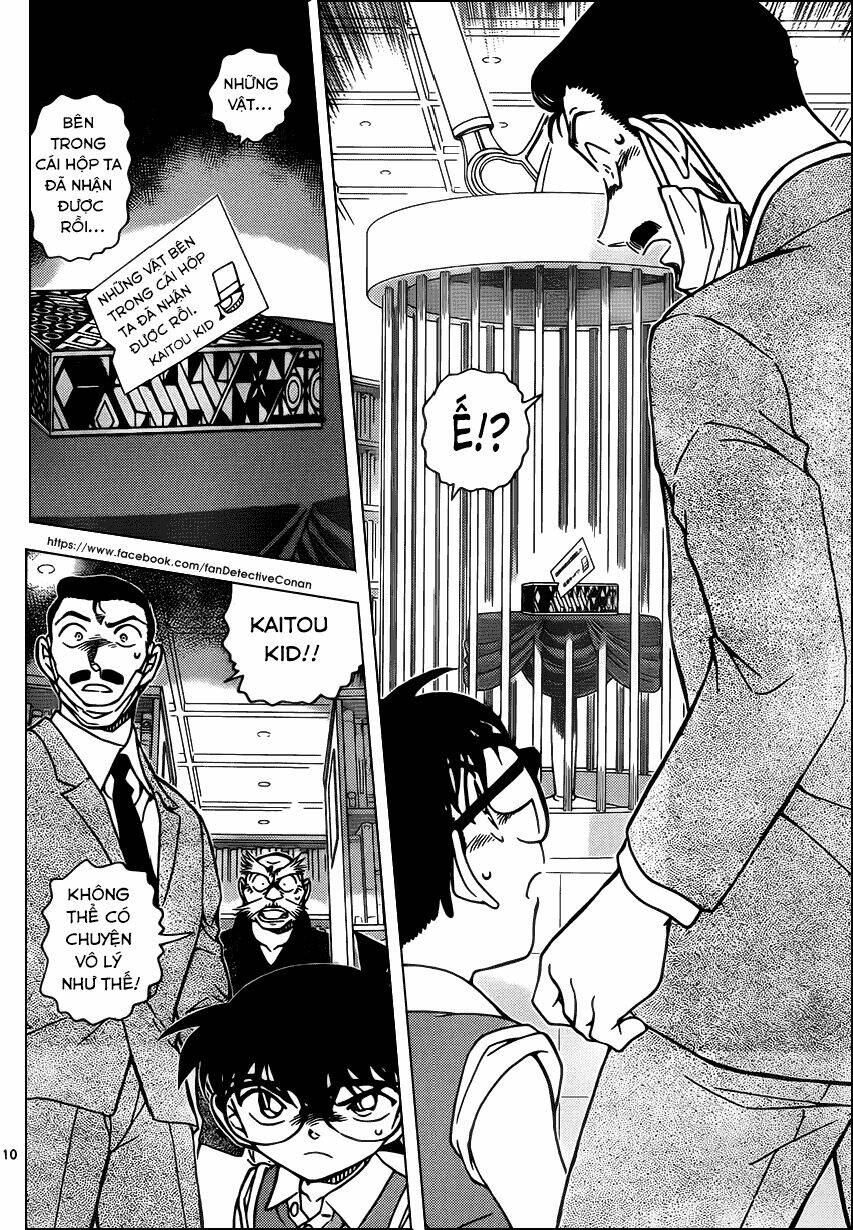 Ế!?
NHỮNG
VẬT...
BÊN
TRONG
CÁI HỘP TA
ĐÃ NHẬN
ĐƯỢC
RỒI...
NHỮNG VẬT BÊN
TRONG CÁI HỘP
TA ĐÃ NHẬN
ĐƯỢC RỒI.
KAITOU KID
https://www.facebook.com/fanDetectiveConan
KAITOU
KID!!
KHÔNG
THỂ CÓ
CHUYỆN
VÔ LÝ
NHƯ THẾ!
10